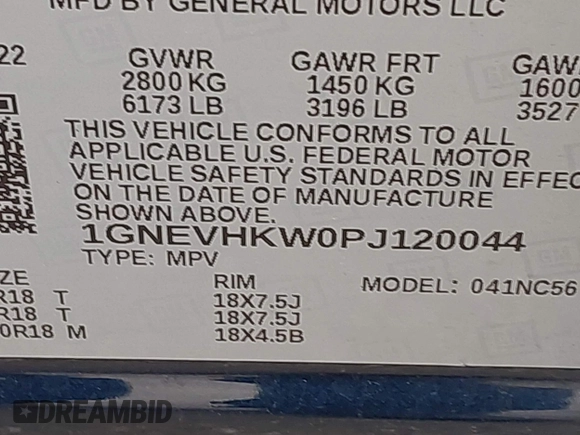 MFD BY GENERAL MOTORS LLC
22 GVWR GAWR FRT GAW
2800 KG 1450 KG 1600
6173 LB 3196 LB 3527
THIS VEHICLE CONFORMS TO ALL
APPLICABLE U.S. FEDERAL MOTOR
VEHICLE SAFETY STANDARDS IN EFFEC
ON THE DATE OF MANUFACTURE
SHOWN ABOVE.
1GNEVHKW0PJ120044
TYPE: MPV
ZE RIM MODEL: 041NC56
R18 T 18X7.5J
R18 T 18X7.5J
0R18 M 18X4.5B
DREAMBID